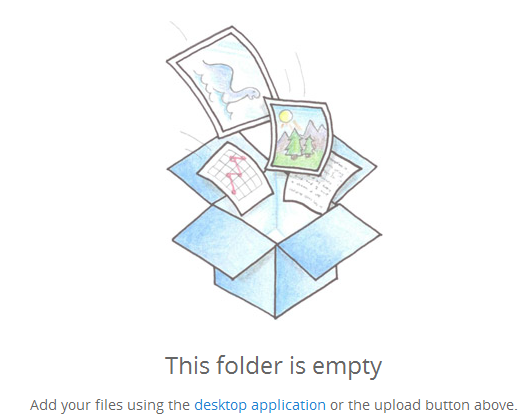 This folder is empty
Add your files using the desktop application or the upload button above.